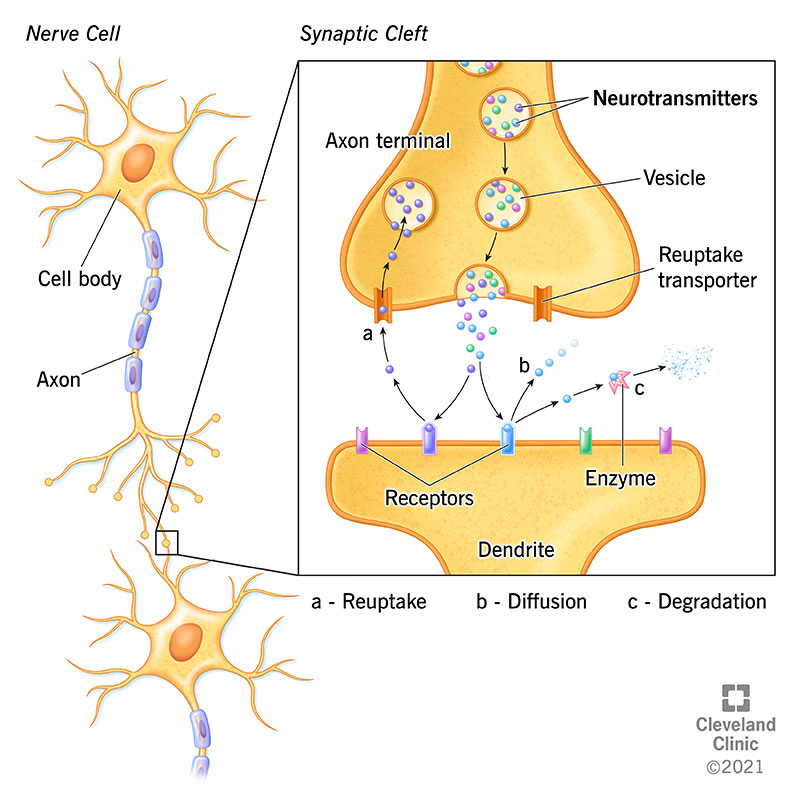 Nerve Cell
Synaptic Cleft
Neurotransmitters
Axon terminal
Vesicle
Reuptake
transporter
Cell body
a
b
c
Axon
Enzyme
Receptors
Dendrite
a - Reuptake
b - Diffusion
c - Degradation
Cleveland
Clinic
©2021